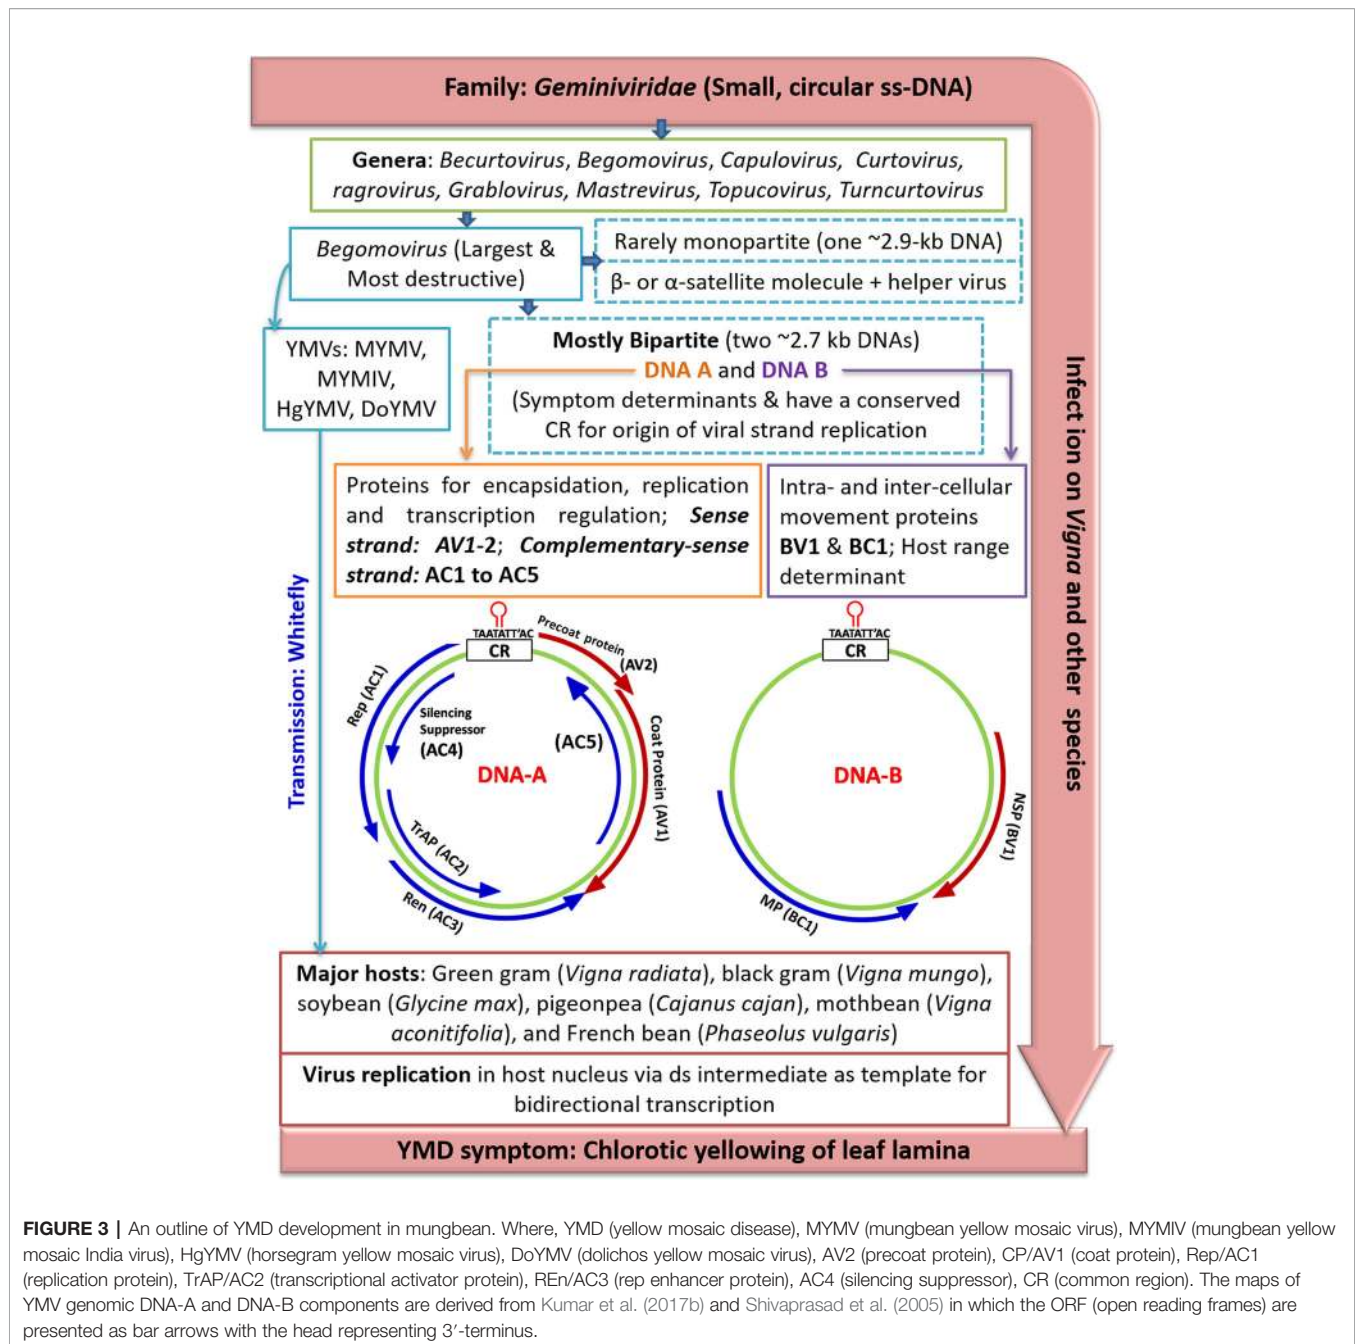 Family: Geminiviridae (Small, circular ss-DNA)
Genera: Becurtovirus, Begomovirus, Capulovirus, Curtovirus,
ragrovirus, Grablovirus, Mastrevirus, Topucovirus, Turncurtovirus
Begomovirus (Largest &
Most destructive)
Rarely monopartite (one ~2.9-kb DNA)
β- or α-satellite molecule + helper virus
YMVs: MYMV,
MYMIV,
HgYMV, DoYMV
Mostly Bipartite (two ~2.7 kb DNAs)
DNA A and DNA B
(Symptom determinants & have a conserved
CR for origin of viral strand replication
Proteins for encapsidation, replication
and transcription regulation; Sense
strand: AV1-2; Complementary-sense
strand: AC1 to AC5
Intra- and inter-cellular
movement proteins
BV1 & BC1; Host range
determinant
Transmission: Whitefly
Infect ion on Vigna and other species
TAATATT'AC
CR
Precoat protein
(AV2)
Rep (AC1)
Silencing
Suppressor
(AC4)
(AC5)
Coat Protein (AV1)
DNA-A
TrAP (AC2)
Ren (AC3)
TAATATT'AC
CR
DNA-B
NSP (BV1)
MP (BC1)
Major hosts: Green gram (Vigna radiata), black gram (Vigna mungo),
soybean (Glycine max), pigeonpea (Cajanus cajan), mothbean (Vigna
aconitifolia), and French bean (Phaseolus vulgaris)
Virus replication in host nucleus via ds intermediate as template for
bidirectional transcription
YMD symptom: Chlorotic yellowing of leaf lamina
FIGURE 3 | An outline of YMD development in mungbean. Where, YMD (yellow mosaic disease), MYMV (mungbean yellow mosaic virus), MYMIV (mungbean yellow
mosaic India virus), HgYMV (horsegram yellow mosaic virus), DoYMV (dolichos yellow mosaic virus), AV2 (precoat protein), CP/AV1 (coat protein), Rep/AC1
(replication protein), TrAP/AC2 (transcriptional activator protein), REn/AC3 (rep enhancer protein), AC4 (silencing suppressor), CR (common region). The maps of
YMV genomic DNA-A and DNA-B components are derived from Kumar et al. (2017b) and Shivaprasad et al. (2005) in which the ORF (open reading frames) are
presented as bar arrows with the head representing 3′-terminus.